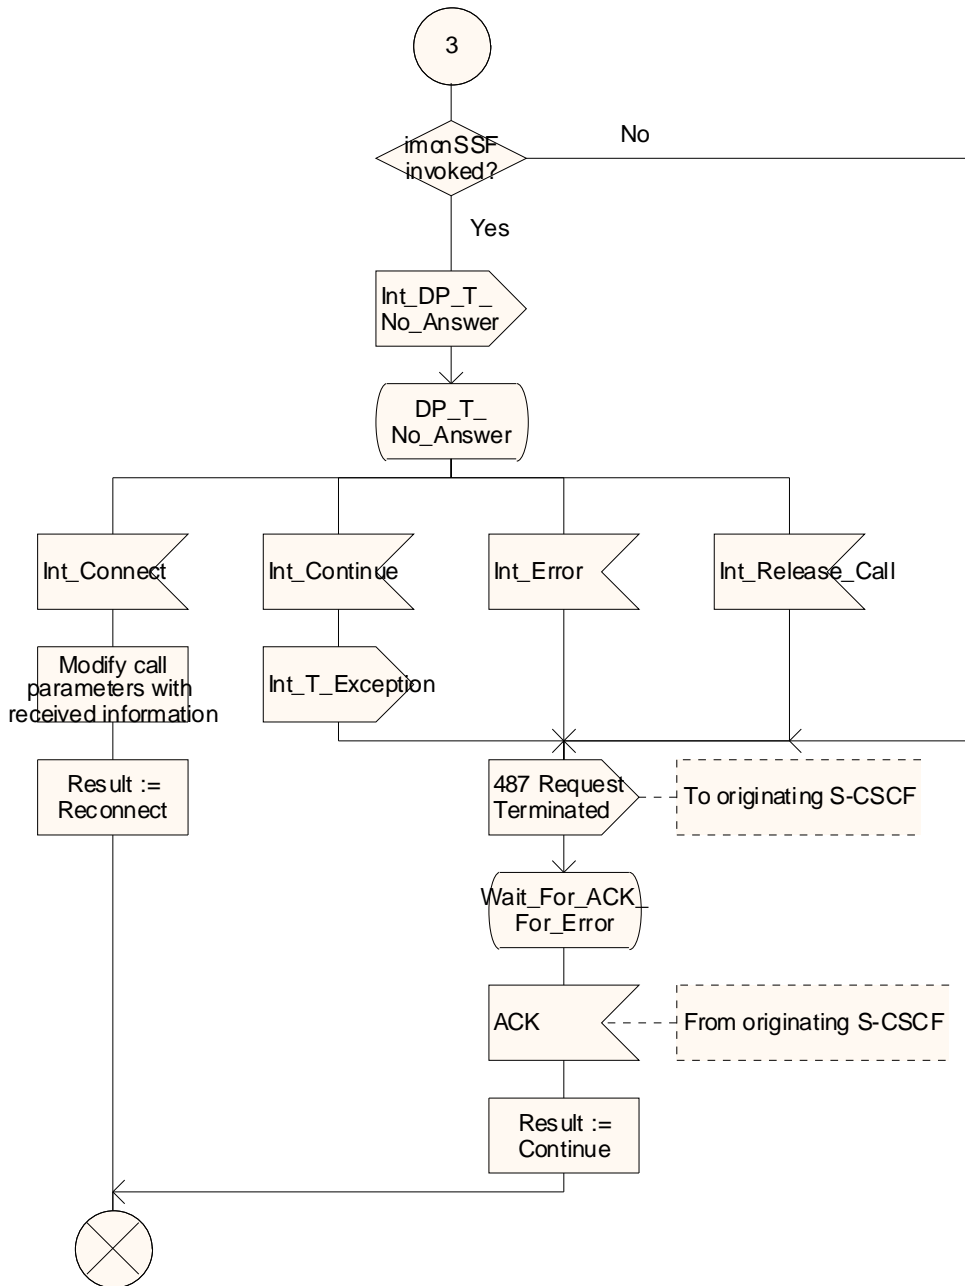 3
imcnSSF
invoked?
No
Yes
Int_DP_T_
No_Answer
DP_T_
No_Answer
Int_Connect
Int_Continue
Int_Error
Int_Release_Call
Modify call
parameters with
received information
Int_T_Exception
Result :=
Reconnect
487 Request
Terminated
To originating S-CSCF
Wait_For_ACK_
For_Error
ACK
From originating S-CSCF
Result :=
Continue